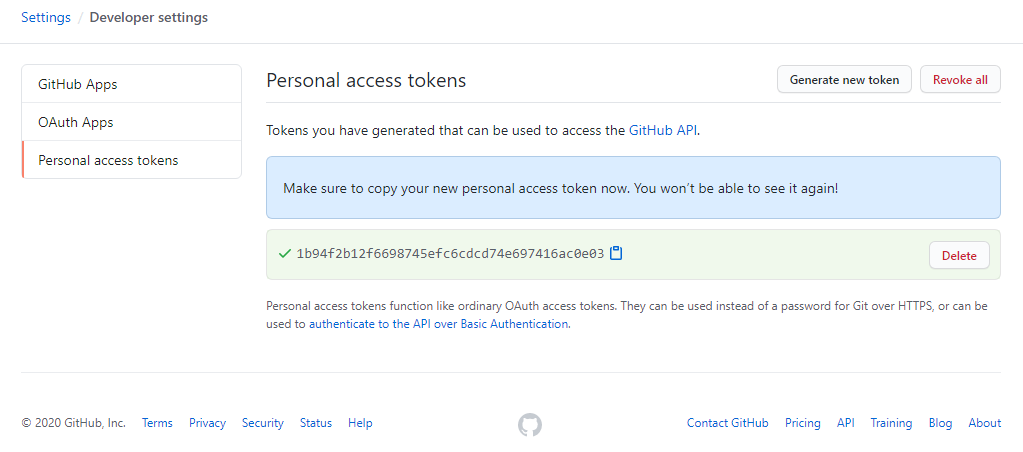 Settings / Developer settings
GitHub Apps
OAuth Apps
Personal access tokens
Personal access tokens
Generate new token
Revoke all
Tokens you have generated that can be used to access the GitHub API.
Make sure to copy your new personal access token now. You won't be able to see it again!
1b94f2b12f6698745efc6cdcd74e697416ac0e03
Delete
Personal access tokens function like ordinary OAuth access tokens. They can be used instead of a password for Git over HTTPS, or can be
used to authenticate to the API over Basic Authentication.
© 2020 GitHub, Inc. Terms Privacy Security Status Help
Contact GitHub Pricing API Training Blog About